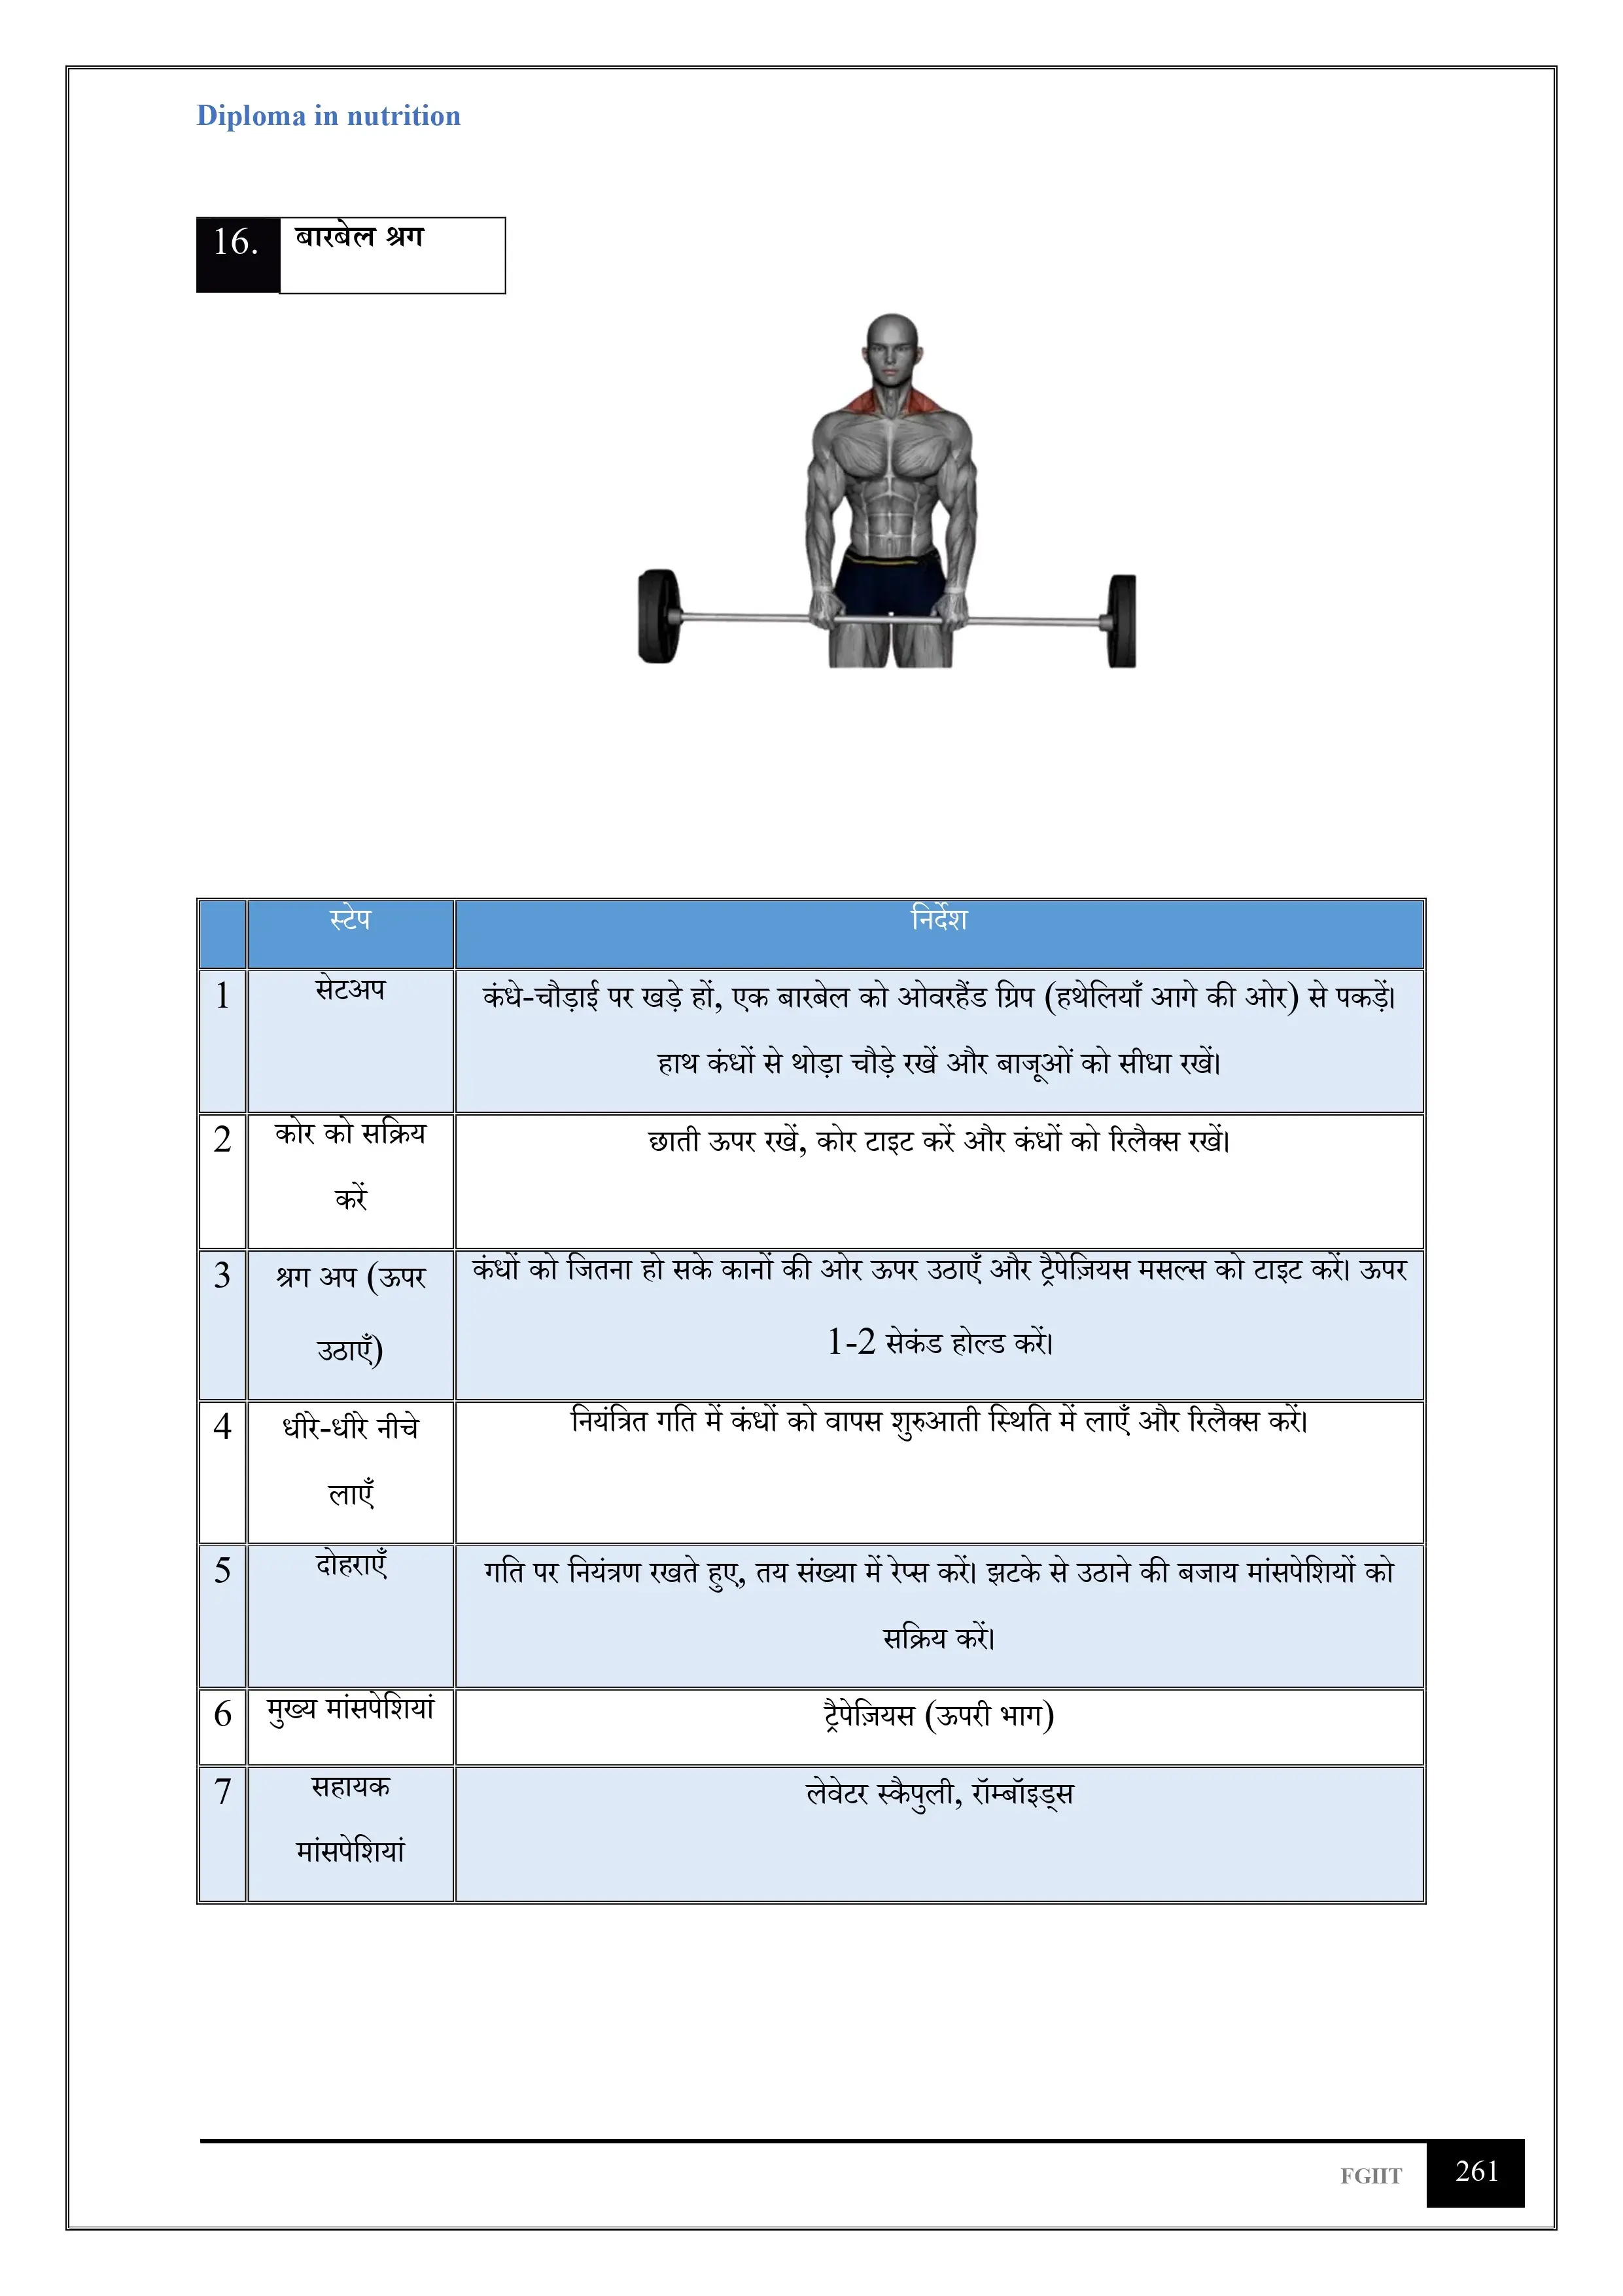 Diploma in nutrition
16. बारबेल श्रग
स्टेप निर्देश
1 सेटअप कंधे-चौड़ाई पर खड़े हों, एक बारबेल को ओवरहैंड ग्रिप (हथेलियाँ आगे की ओर) से पकड़ें।
हाथ कंधों से थोड़ा चौड़े रखें और बाजूओं को सीधा रखें।
2 कोर को सक्रिय छाती ऊपर रखें, कोर टाइट करें और कंधों को रिलैक्स रखें।
करें
3 श्रग अप (ऊपर कंधों को जितना हो सके कानों की ओर ऊपर उठाएँ और ट्रैपेज़ियस मसल्स को टाइट करें। ऊपर
उठाएँ) 1-2 सेकंड होल्ड करें।
4 धीरे-धीरे नीचे नियंत्रित गति में कंधों को वापस शुरुआती स्थिति में लाएँ और रिलैक्स करें।
लाएँ
5 दोहराएँ गति पर नियंत्रण रखते हुए, तय संख्या में रेप्स करें। झटके से उठाने की बजाय मांसपेशियों को
सक्रिय करें।
6 मुख्य मांसपेशियां ट्रैपेज़ियस (ऊपरी भाग)
7 सहायक लेवेटर स्कैपुली, रॉम्बॉइड्स
मांसपेशियां
FGIIT 261